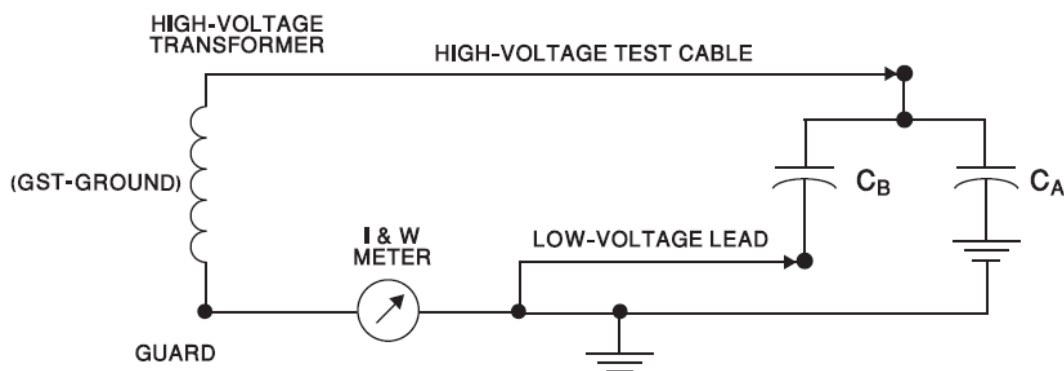 HIGH-VOLTAGE
TRANSFORMER
HIGH-VOLTAGE TEST CABLE
(GST-GROUND)
C_B
C_A
I & W
METER
LOW-VOLTAGE LEAD
GUARD